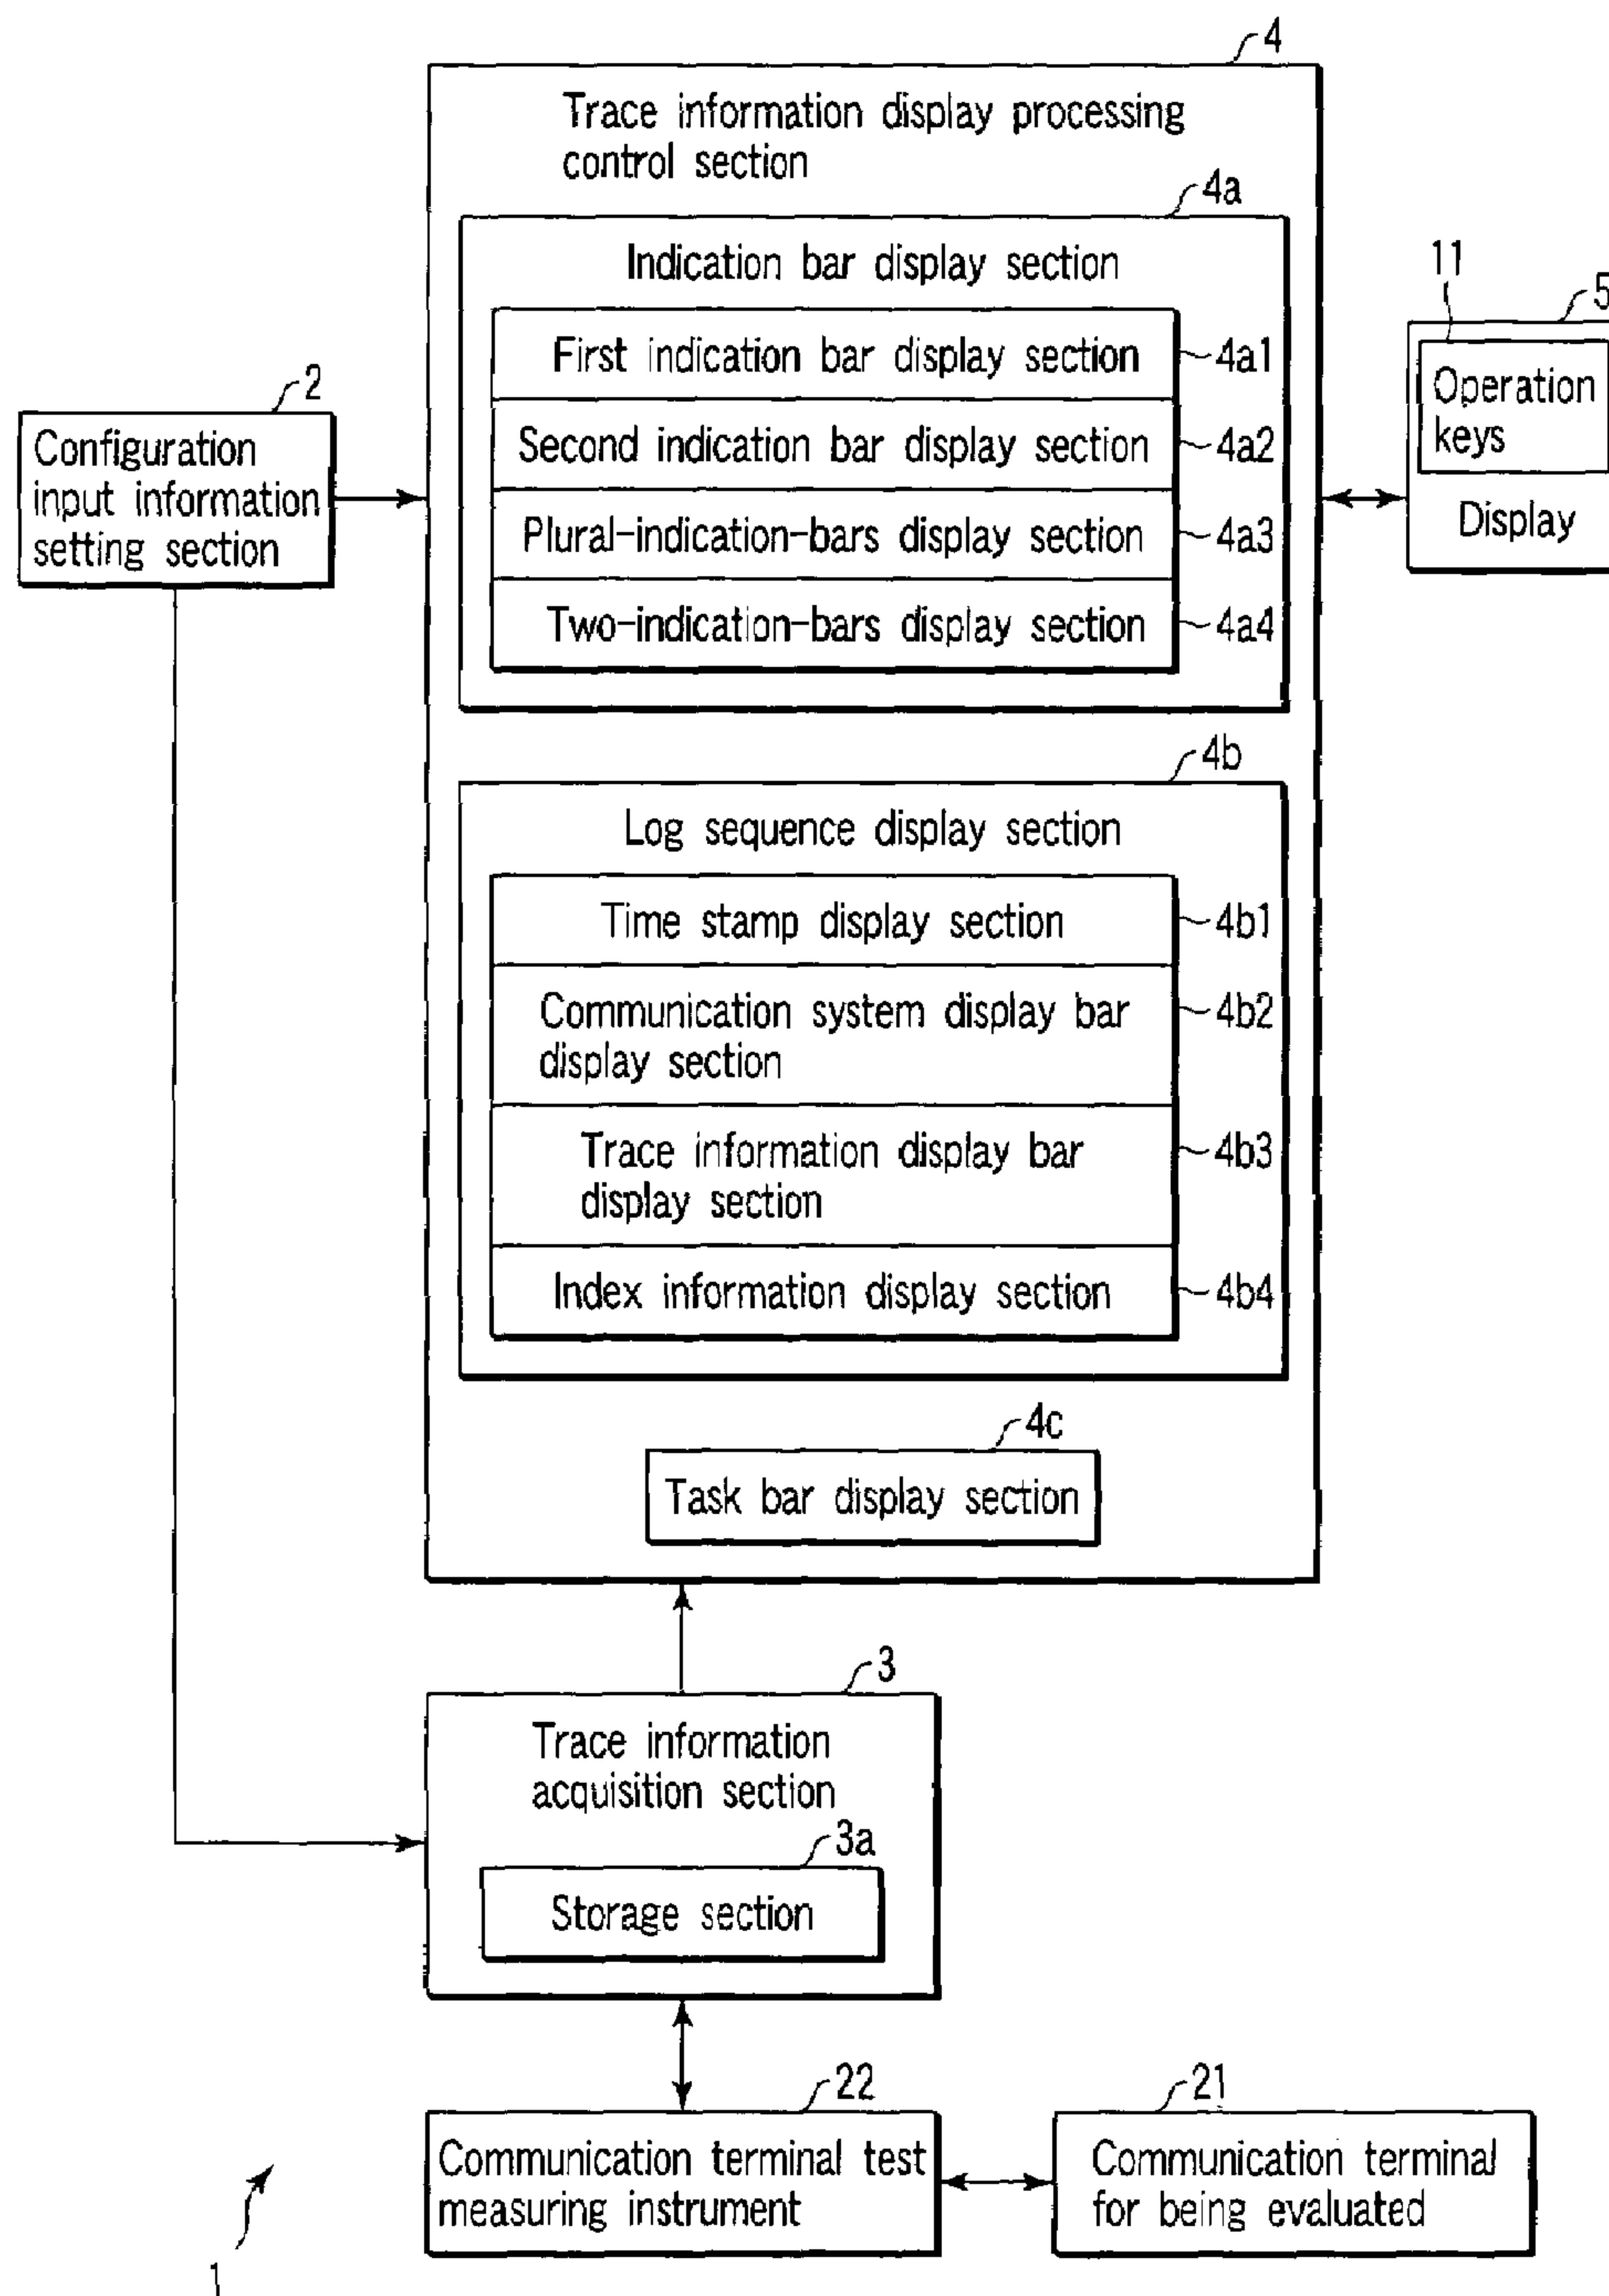 4
Trace information display processing
control section
4a
Indication bar display section
First indication bar display section
4a1
Second indication bar display section
4a2
Plural-indication-bars display section
4a3
Two-indication-bars display section
4a4
2
Configuration
input information
setting section
11
5
Operation
keys
Display
4b
Log sequence display section
Time stamp display section
4b1
Communication system display bar
display section
4b2
Trace information display bar
display section
4b3
Index information display section
4b4
4c
Task bar display section
3
Trace information
acquisition section
3a
Storage section
22
Communication terminal test
measuring instrument
21
Communication terminal
for being evaluated
1